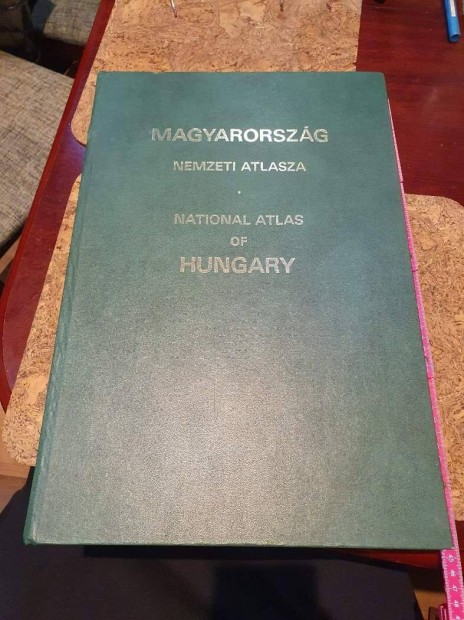 MAGYARORSZÁG
NEMZETI ATLASZA
NATIONAL ATLAS
OF
HUNGARY